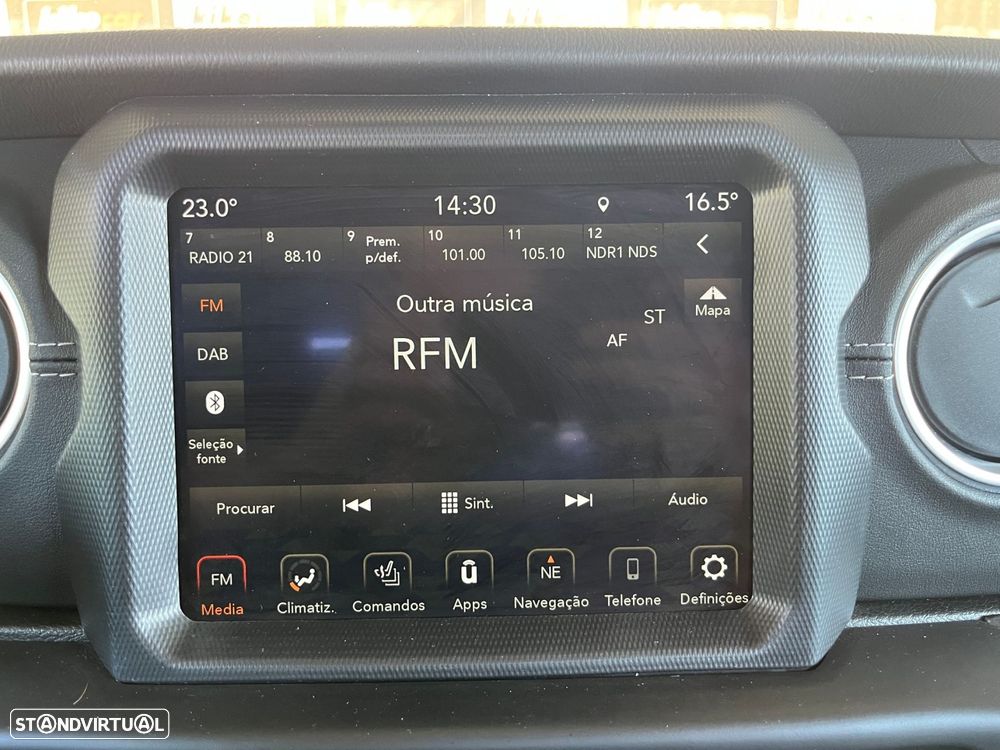 23.0° 14:30 16.5°
7 8 9 10 11 12
RADIO 21 88.10 Prem. p/def. 101.00 105.10 NDR1 NDS
FM
Outra música
Mapa
ST
RFM
AF
DAB
Seleção
fonte
Procurar Sint. Áudio
FM NE
Media Climatiz. Comandos Apps Navegação Telefone Definições
STANDVIRTUAL